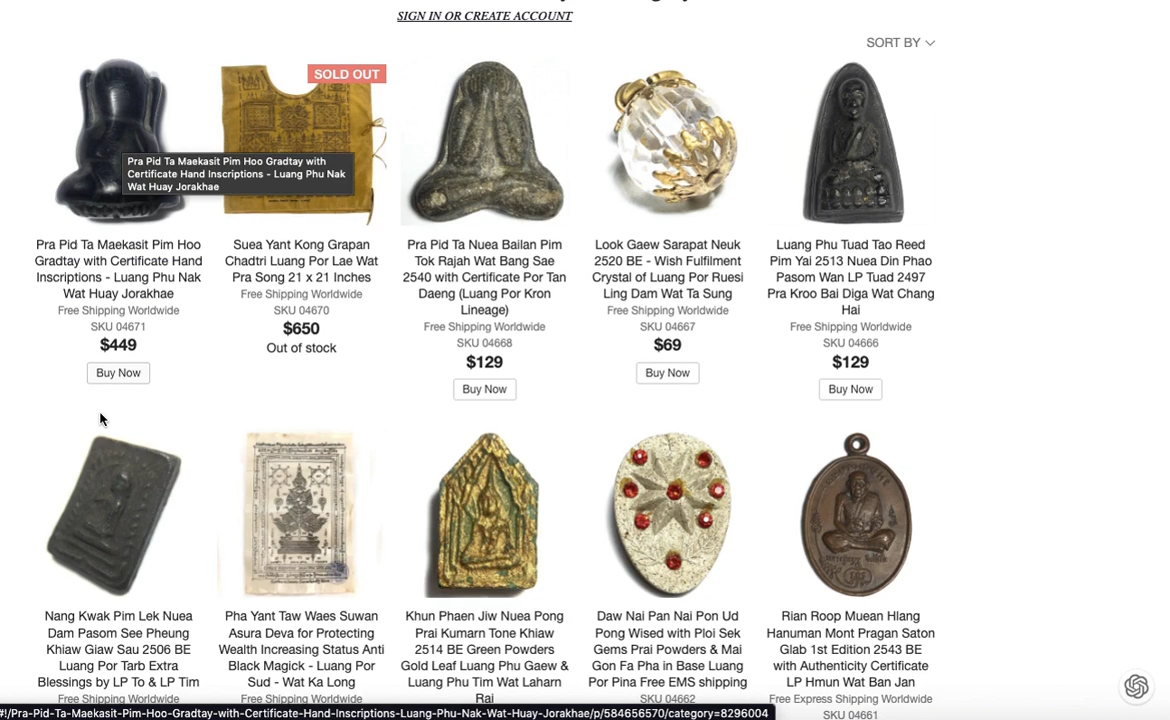 SIGN IN OR CREATE ACCOUNT
SORT BY
SOLD OUT
Pra Pid Ta Maekasit Pim Hoo Gradtay with
Certificate Hand Inscriptions - Luang Phu Nak
Wat Huay Jorakhae
Pra Pid Ta Maekasit Pim Hoo
Gradtay with Certificate Hand
Inscriptions - Luang Phu Nak
Wat Huay Jorakhae
Free Shipping Worldwide
SKU 04671
$449
Buy Now
Suea Yant Kong Grapan
Chadtri Luang Por Lae Wat
Pra Song 21 x 21 Inches
Free Shipping Worldwide
SKU 04670
$650
Out of stock
Pra Pid Ta Nuea Bailan Pim
Tok Rajah Wat Bang Sae
2540 with Certificate Por Tan
Daeng (Luang Por Kron
Lineage)
Free Shipping Worldwide
SKU 04668
$129
Buy Now
Look Gaew Sarapat Neuk
2520 BE - Wish Fulfilment
Crystal of Luang Por Ruesi
Ling Dam Wat Ta Sung
Free Shipping Worldwide
SKU 04667
$69
Buy Now
Luang Phu Tuad Tao Reed
Pim Yai 2513 Nuea Din Phao
Pasom Wan LP Tuad 2497
Pra Kroo Bai Diga Wat Chang
Hai
Free Shipping Worldwide
SKU 04666
$129
Buy Now
Nang Kwak Pim Lek Nuea
Dam Pasom See Pheung
Khiaw Giaw Sau 2506 BE
Luang Por Tarb Extra
Blessings by LP To & LP Tim
Free Shipping Worldwide
Pha Yant Taw Waes Suwan
Asura Deva for Protecting
Wealth Increasing Status Anti
Black Magick - Luang Por
Sud - Wat Ka Long
Free Shipping Worldwide
Khun Phaen Jiw Nuea Pong
Prai Kumarn Tone Khiaw
2514 BE Green Powders
Gold Leaf Luang Phu Gaew &
Luang Phu Tim Wat Laharn
Rai
Daw Nai Pan Nai Pon Ud
Pong Wised with Ploi Sek
Gems Prai Powders & Mai
Gon Fa Pha in Base Luang
Por Pina Free EMS shipping
SKU 04662
Rian Roop Muean Hlang
Hanuman Mont Pragan Saton
Glab 1st Edition 2543 BE
with Authenticity Certificate
LP Hmun Wat Ban Jan
Free Express Shipping Worldwide
SKU 04661
#!/Pra-Pid-Ta-Maekasit-Pim-Hoo-Gradtay-with-Certificate-Hand-Inscriptions-Luang-Phu-Nak-Wat-Huay-Jorakhae/p/584656570/category=8296004